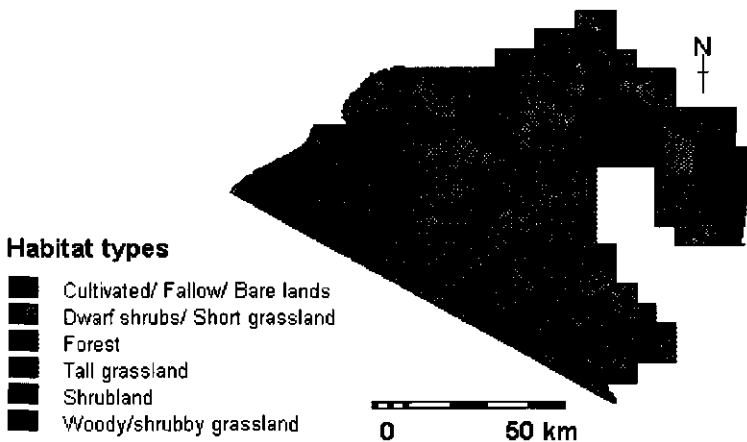 N
Habitat types
Cultivated/ Fallow/ Bare lands
Dwarf shrubs/ Short grassland
Forest
Tall grassland
Shrubland
Woody/shrubby grassland
0 50 km